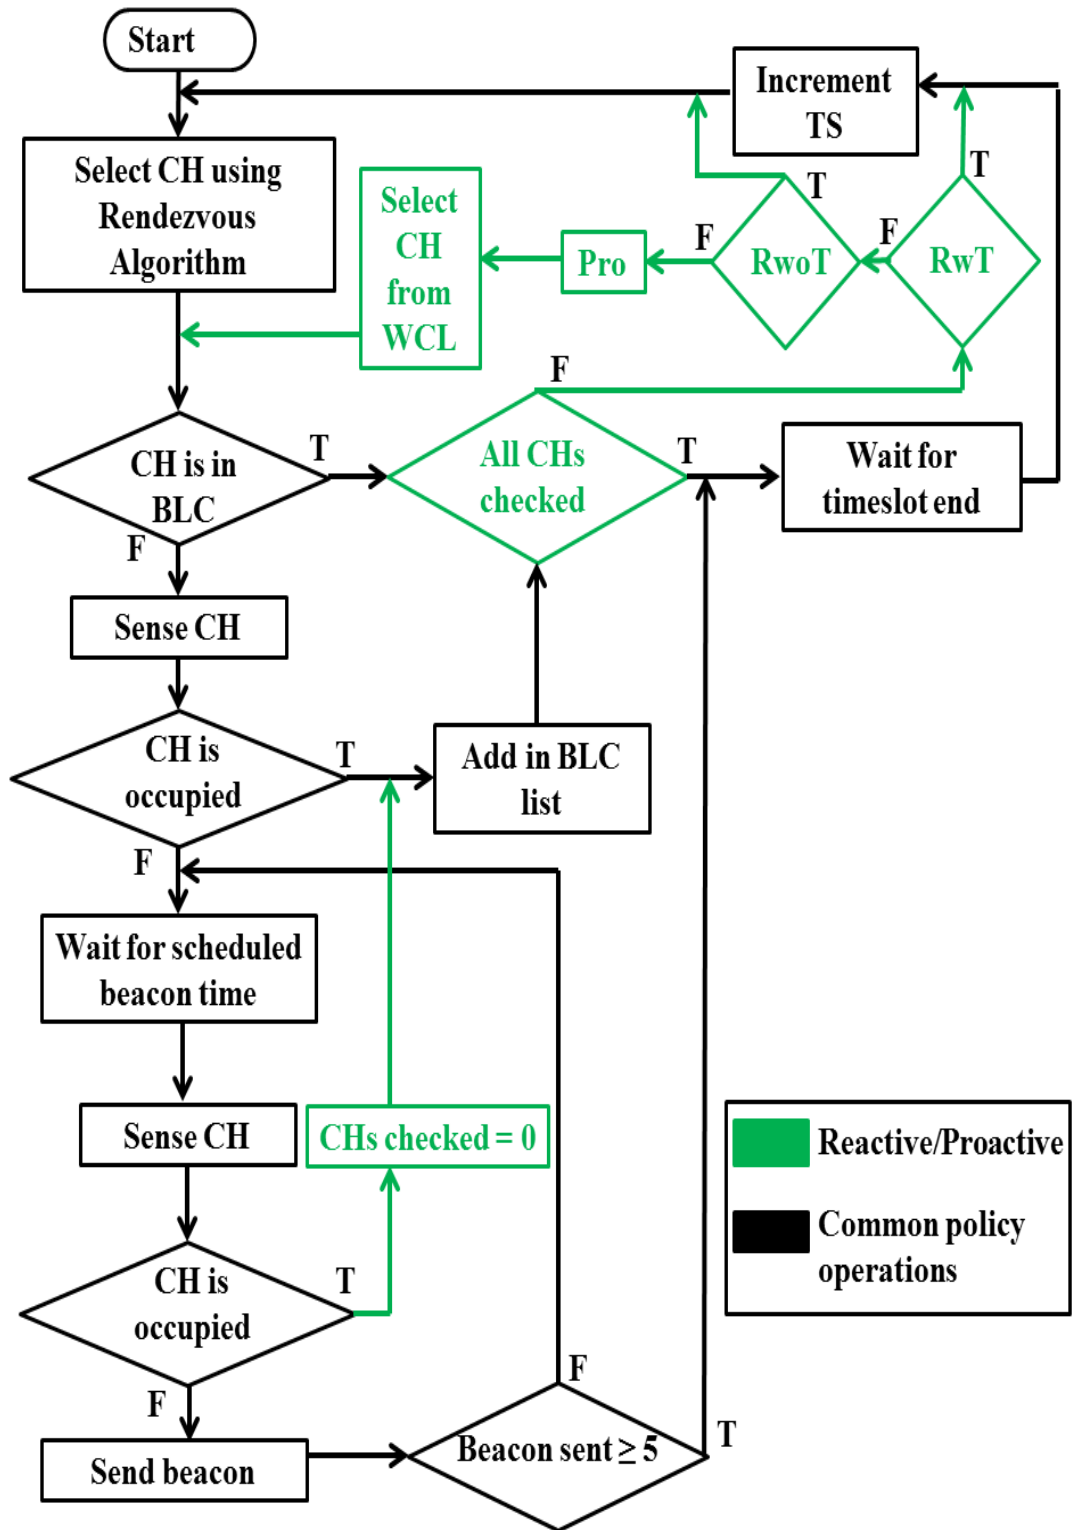 Start
Increment
TS
Select CH using
Rendezvous
Algorithm
Select
CH
from
WCL
Pro
F
RwoT
T
F
RwT
T
F
CH is in
BLC
T
F
All CHs
checked
T
Wait for
timeslot end
Sense CH
CH is
occupied
T
F
Add in BLC
list
Wait for scheduled
beacon time
Sense CH
CHs checked = 0
CH is
occupied
T
F
Send beacon
Beacon sent ≥ 5
F
T
Reactive/Proactive
Common policy
operations